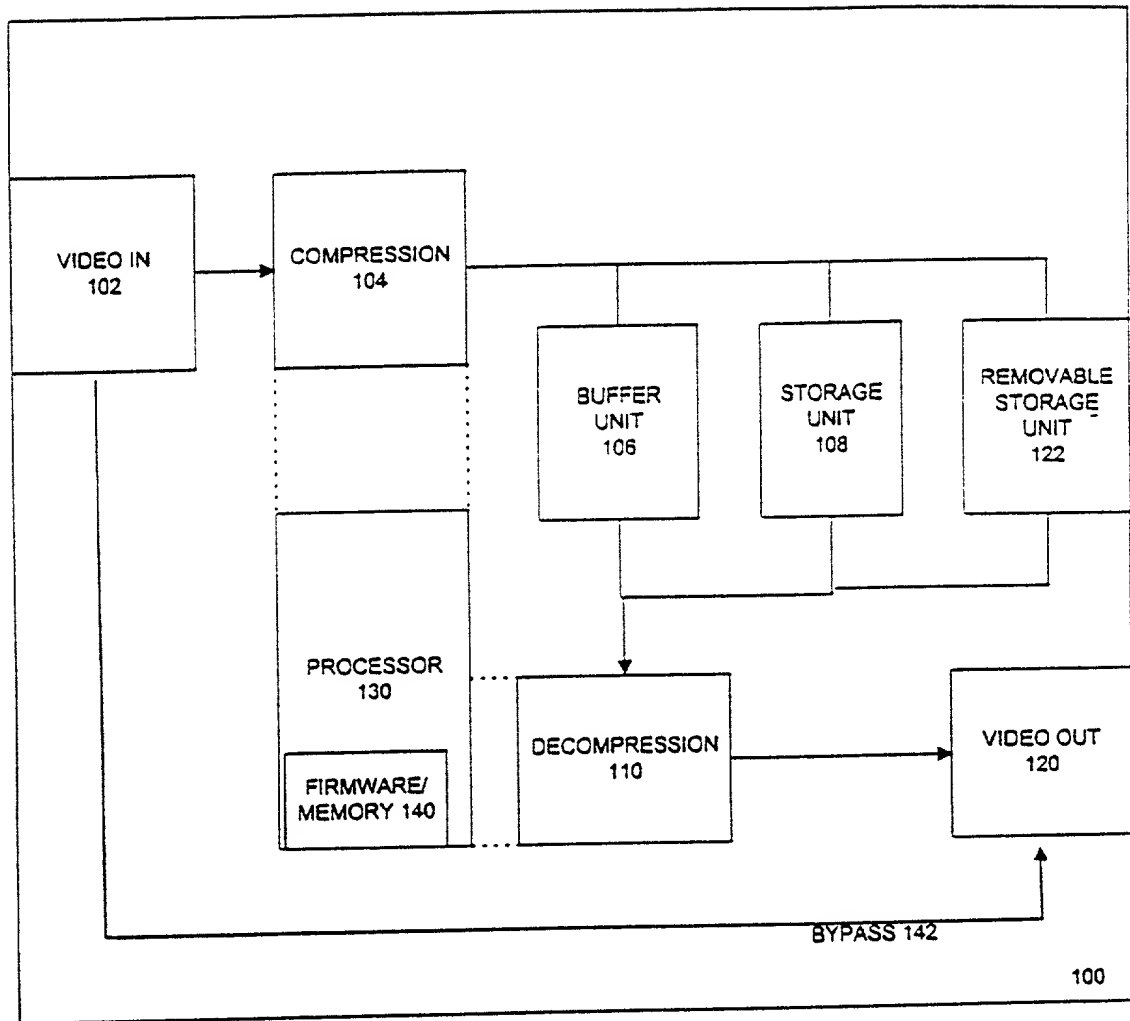 VIDEO IN
102
COMPRESSION
104
BUFFER
UNIT
106
STORAGE
UNIT
108
REMOVABLE
STORAGE
UNIT
122
PROCESSOR
130
FIRMWARE/
MEMORY 140
DECOMPRESSION
110
VIDEO OUT
120
BYPASS 142
100